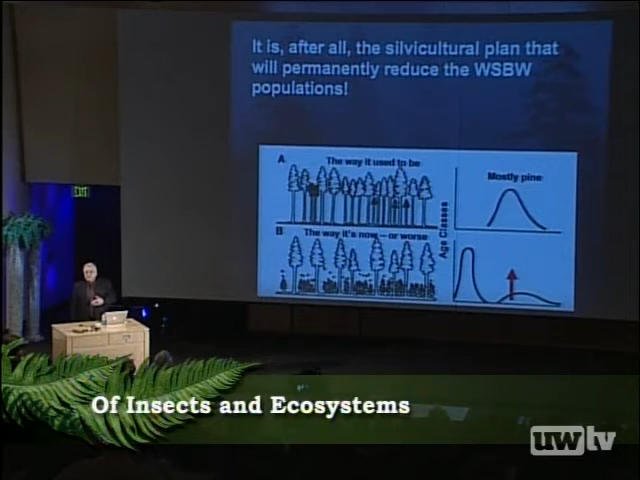 It is, after all, the silvicultural plan that
will permanently reduce the WSBW
populations!
A
The way it used to be
Mostly pine
B
The way it's now—or worse
Age Classes
EXIT
Of Insects and Ecosystems
uwtv